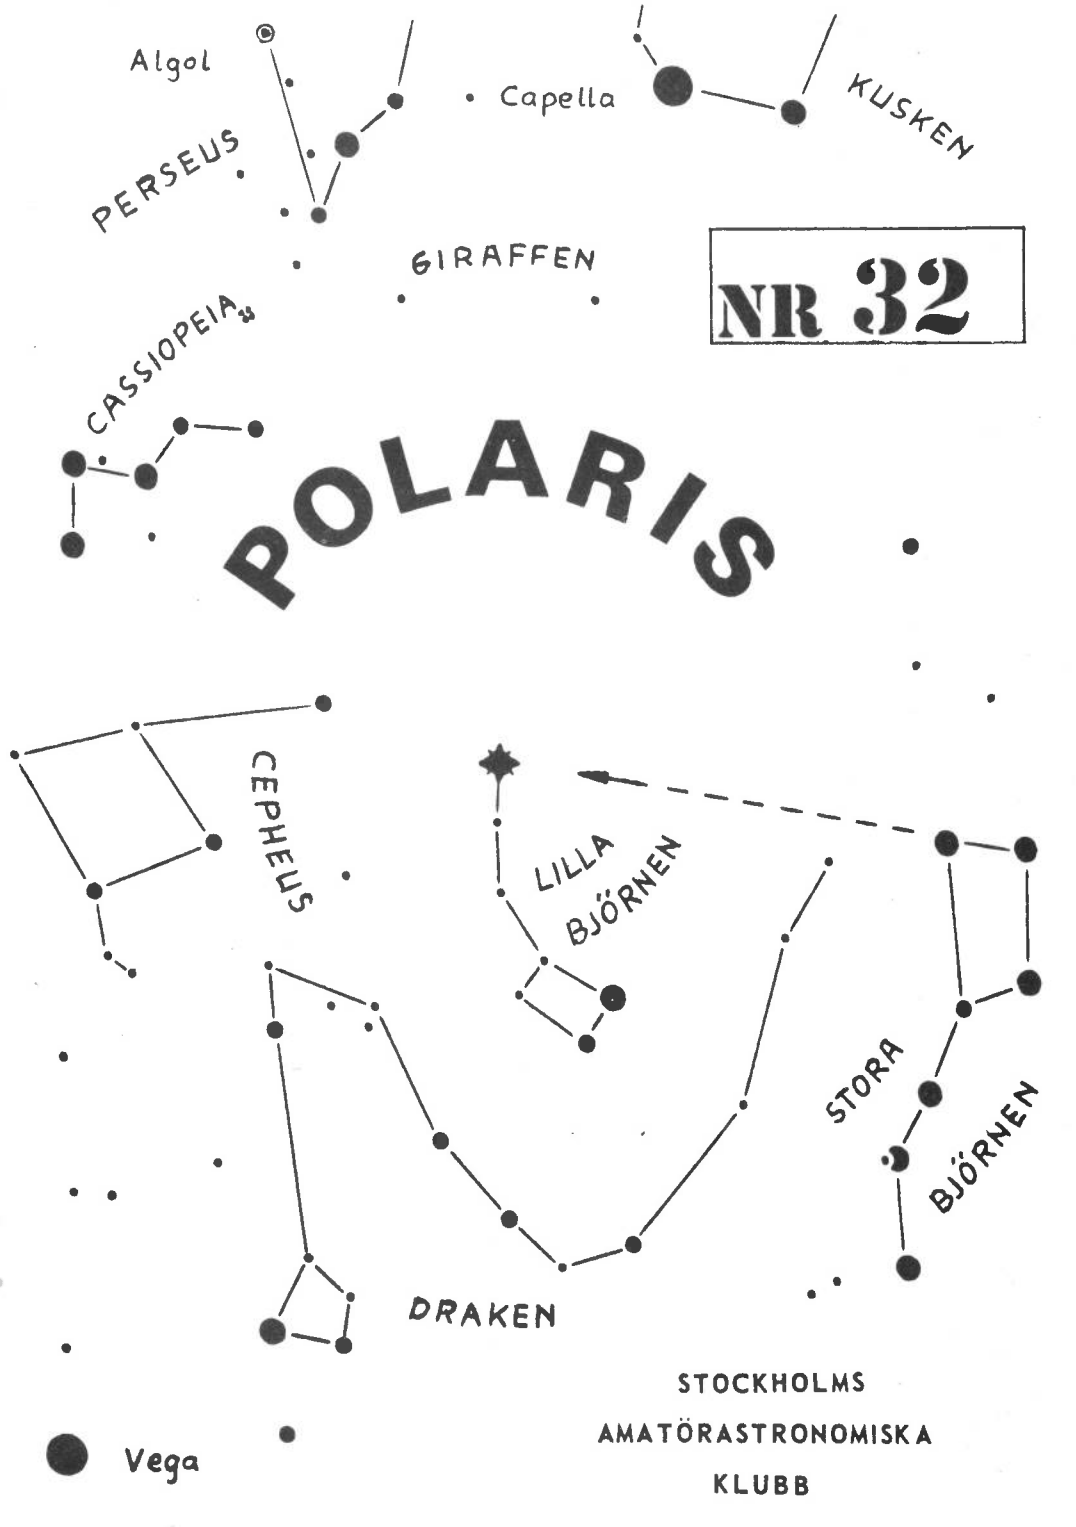 Algol
Capella
KUSKEN
PERSEUS
GIRAFFEN
NR 32
CASSIOPEIA
POLARIS
CEPHEUS
LILLA
BJÖRNEN
STORA
BJÖRNEN
DRAKEN
STOCKHOLMS
AMATÖRASTRONOMISKA
KLUBB
Vega